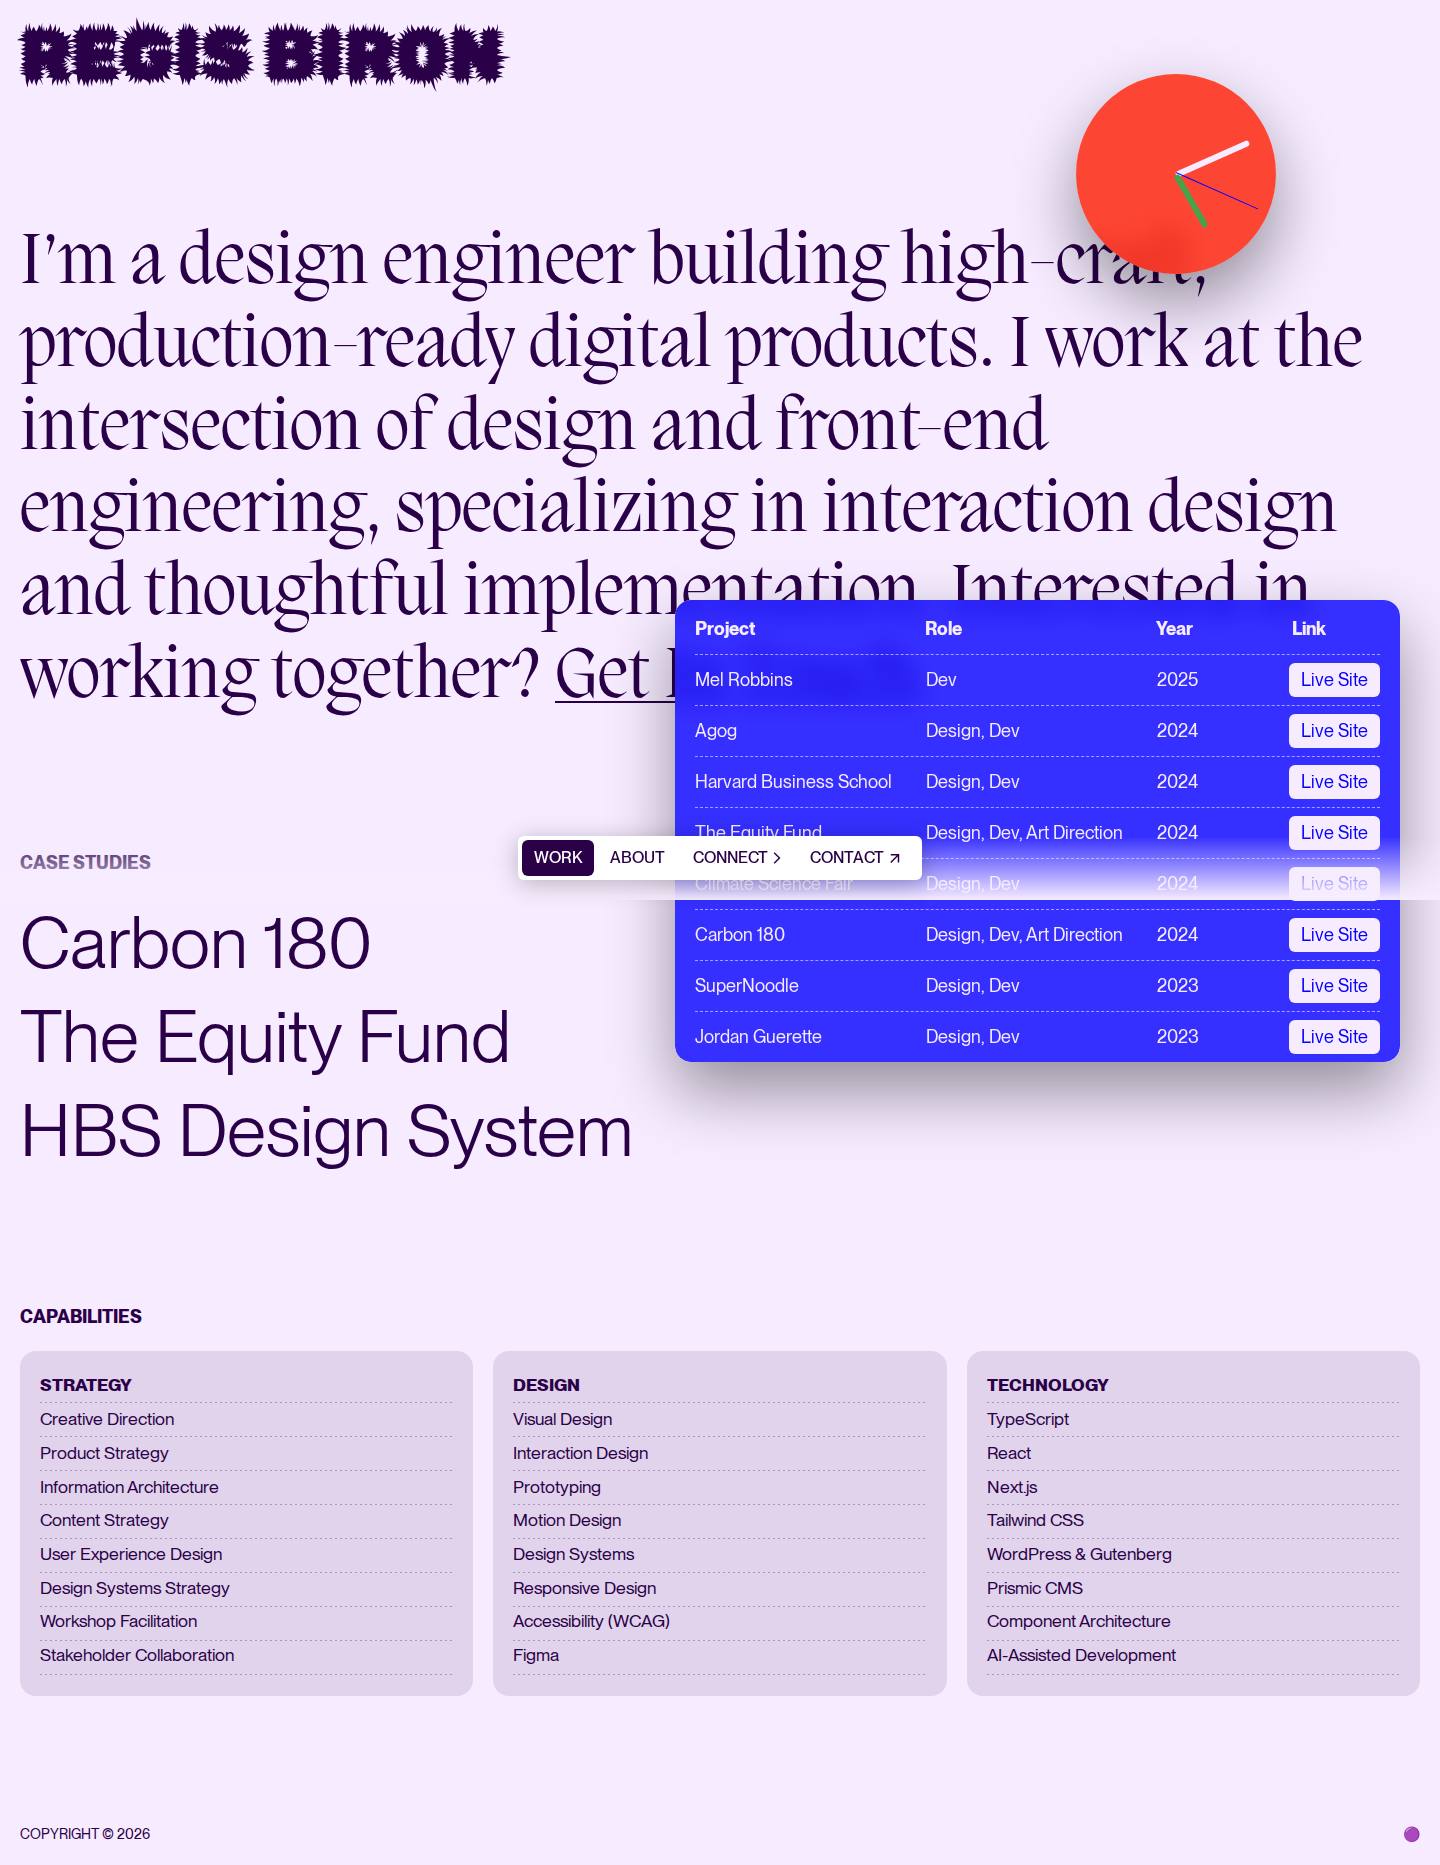 REGIS BIRON
I'm a design engineer building high-craft,
production-ready digital products. I work at the
intersection of design and front-end
engineering, specializing in interaction design
and thoughtful implementation. Interested in
working together? Get
Project Role Year Link
Mel Robbins Dev 2025 Live Site
Agog Design, Dev 2024 Live Site
Harvard Business School Design, Dev 2024 Live Site
The Equity Fund Design, Dev, Art Direction 2024 Live Site
WORK ABOUT CONNECT CONTACT
Climate Science Fair Design, Dev 2024
Carbon 180 Design, Dev, Art Direction 2024 Live Site
SuperNoodle Design, Dev 2023 Live Site
Jordan Guerette Design, Dev 2023 Live Site
CASE STUDIES
Carbon 180
The Equity Fund
HBS Design System
CAPABILITIES
STRATEGY
Creative Direction
Product Strategy
Information Architecture
Content Strategy
User Experience Design
Design Systems Strategy
Workshop Facilitation
Stakeholder Collaboration
DESIGN
Visual Design
Interaction Design
Prototyping
Motion Design
Design Systems
Responsive Design
Accessibility (WCAG)
Figma
TECHNOLOGY
TypeScript
React
Next.js
Tailwind CSS
WordPress & Gutenberg
Prismic CMS
Component Architecture
AI-Assisted Development
COPYRIGHT © 2026